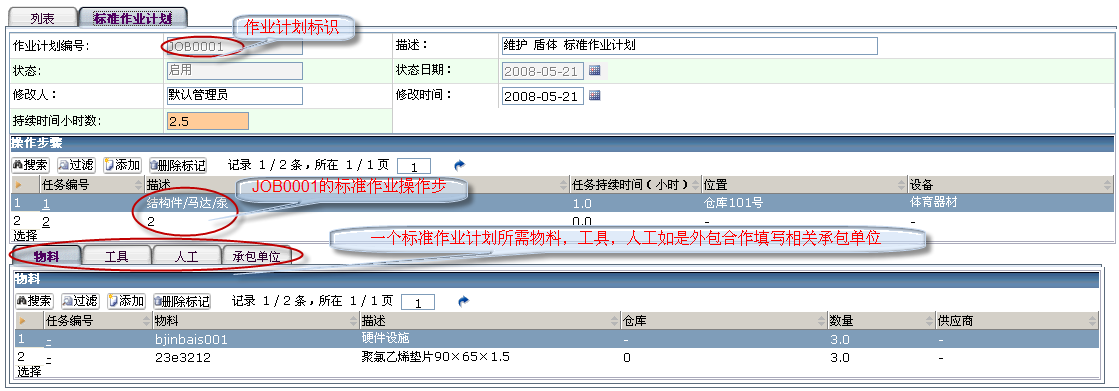 列表 标准作业计划
作业计划标识
作业计划编号: JOB0001 描述: 维护 盾体 标准作业计划
状态: 启用 状态日期: 2008-05-21
修改人: 默认管理员 修改时间: 2008-05-21
持续时间小时数: 2.5
操作步骤
搜索 过滤 添加 删除标记 记录 1 / 2 条,所在 1 / 1 页 1
任务编号 描述 任务持续时间(小时) 位置 设备
JOB0001的标准作业操作步
1 1 结构件/马达/泵 1.0 仓库101号 体育器材
2 2 2 0.0 - -
选择
一个标准作业计划所需物料，工具，人工如是外包合作填写相关承包单位
物料 工具 人工 承包单位
物料
搜索 过滤 添加 删除标记 记录 1 / 2 条,所在 1 / 1 页 1
任务编号 物料 描述 仓库 数量 供应商
1 - bjinbais001 硬件设施 - 3.0 -
2 - 23e3212 聚氯乙烯垫片90×65×1.5 0 3.0 -
选择